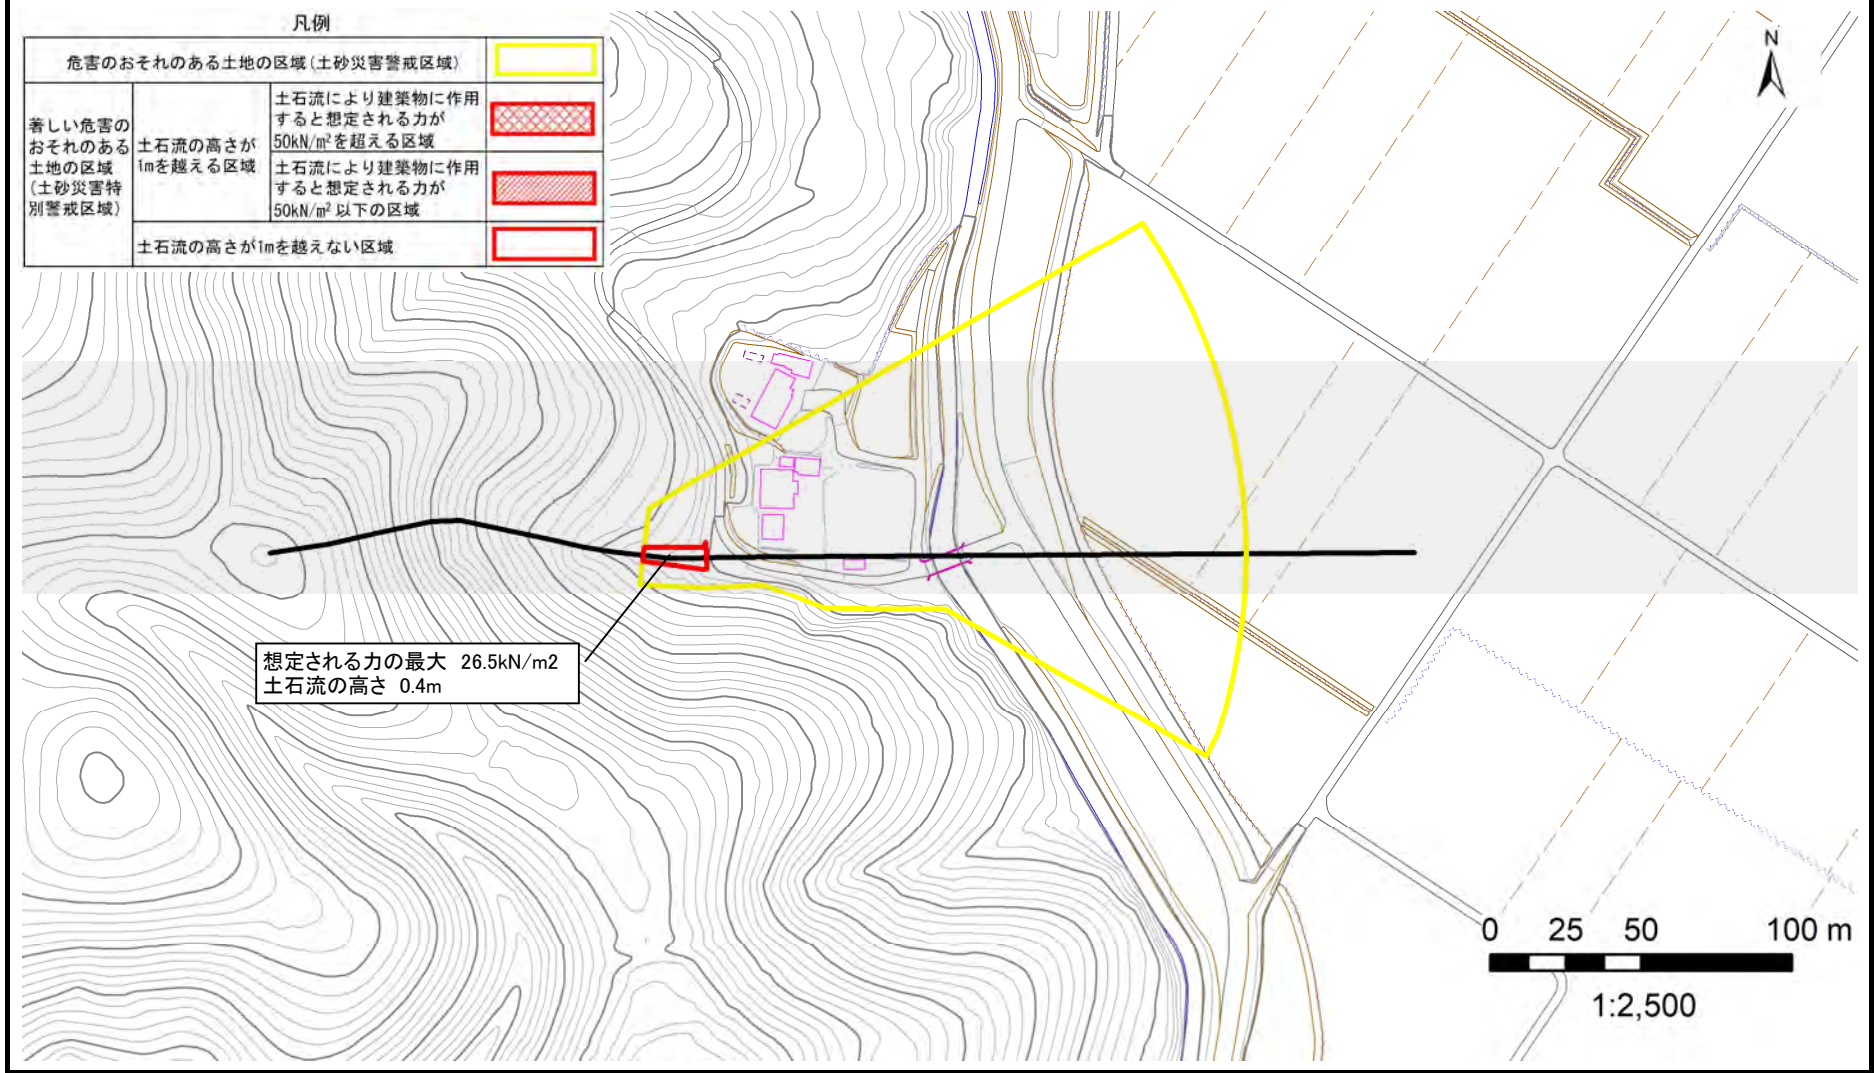 凡例
危害のおそれのある土地の区域(土砂災害警戒区域)
著しい危害の
おそれのある
土地の区域
(土砂災害特
別警戒区域)
土石流の高さが
1mを越える区域
土石流により建築物に作用
すると想定される力が
50kN/m²を超える区域
土石流により建築物に作用
すると想定される力が
50kN/m²以下の区域
土石流の高さが1mを越えない区域
N
想定される力の最大 26.5kN/m2
土石流の高さ 0.4m
0 25 50 100 m
1:2,500